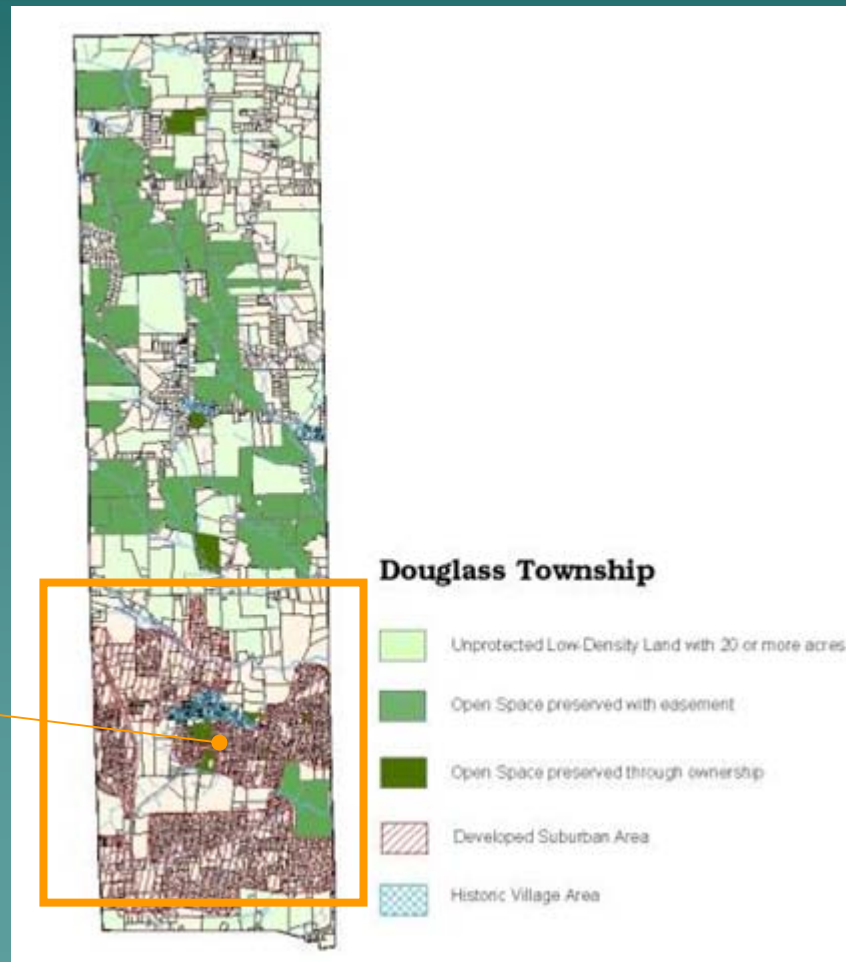 Douglass Township
Unprotected Low-Density Land with 20 or more acres
Open Space preserved with easement
Open Space preserved through ownership
Developed Suburban Area
Historic Village Area